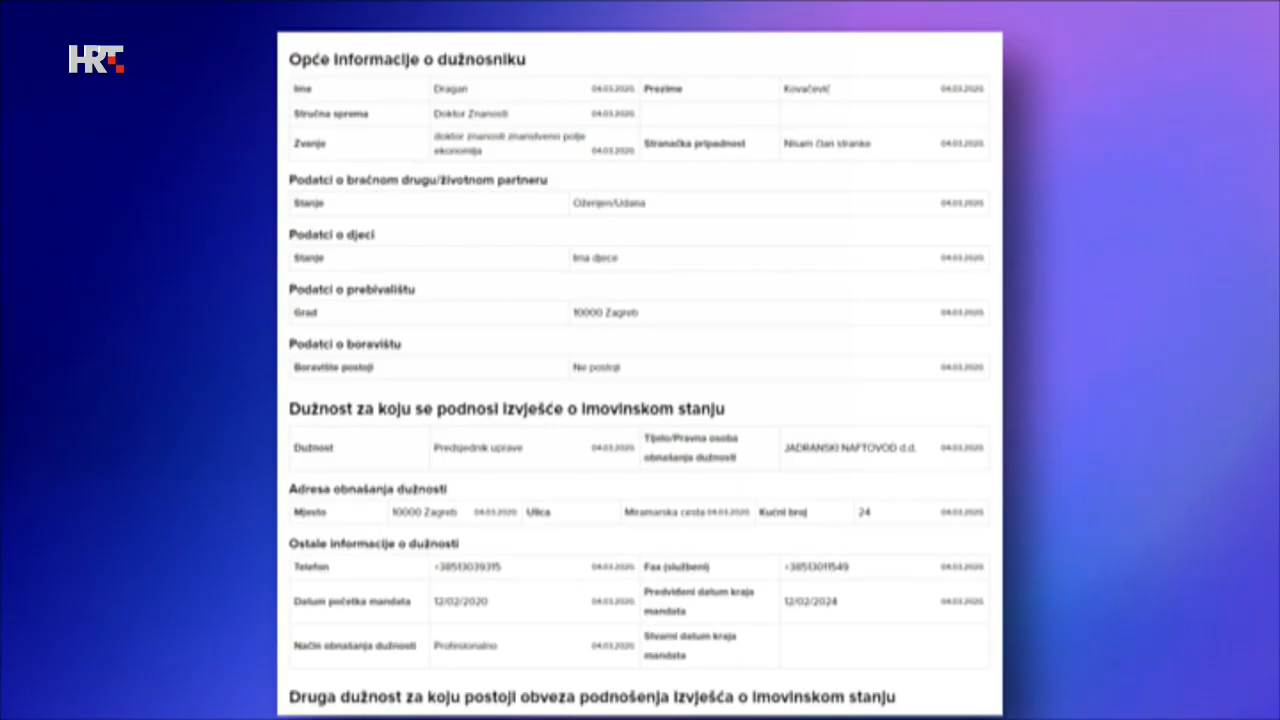 HRT
Opće informacije o dužnosniku
Ime Dragan 04.03.2020. Prezime Kovačević 04.03.2020.
Stručna sprema Doktor Znanosti 04.03.2020.
Zvanje doktor znanosti znanstveno polje ekonomija 04.03.2020. Stranačka pripadnost Nisam član stranke 04.03.2020.
Podatci o bračnom drugu/životnom partneru
Stanje Oženjen/Udana 04.03.2020.
Podatci o djeci
Stanje Ima djece 04.03.2020.
Podatci o prebivalištu
Grad 10000 Zagreb 04.03.2020.
Podatci o boravištu
Boravište postoji Ne postoji 04.03.2020.
Dužnost za koju se podnosi Izvješće o imovinskom stanju
Dužnost Predsjednik uprave 04.03.2020. Tijelo/Pravna osoba obnašanja dužnosti JADRANSKI NAFTOVOD d.d. 04.03.2020.
Adresa obnašanja dužnosti
Mjesto 10000 Zagreb 04.03.2020. Ulica Miramarska cesta 04.03.2020. Kućni broj 24 04.03.2020.
Ostale informacije o dužnosti
Telefon +38513039315 04.03.2020. Fax (službeni) +38513011549 04.03.2020.
Datum početka mandata 12/02/2020 04.03.2020. Predviđeni datum kraja mandata 12/02/2024 04.03.2020.
Način obnašanja dužnosti Profesionalno 04.03.2020. Stvarni datum kraja mandata
Druga dužnost za koju postoji obveza podnošenja Izvješća o imovinskom stanju